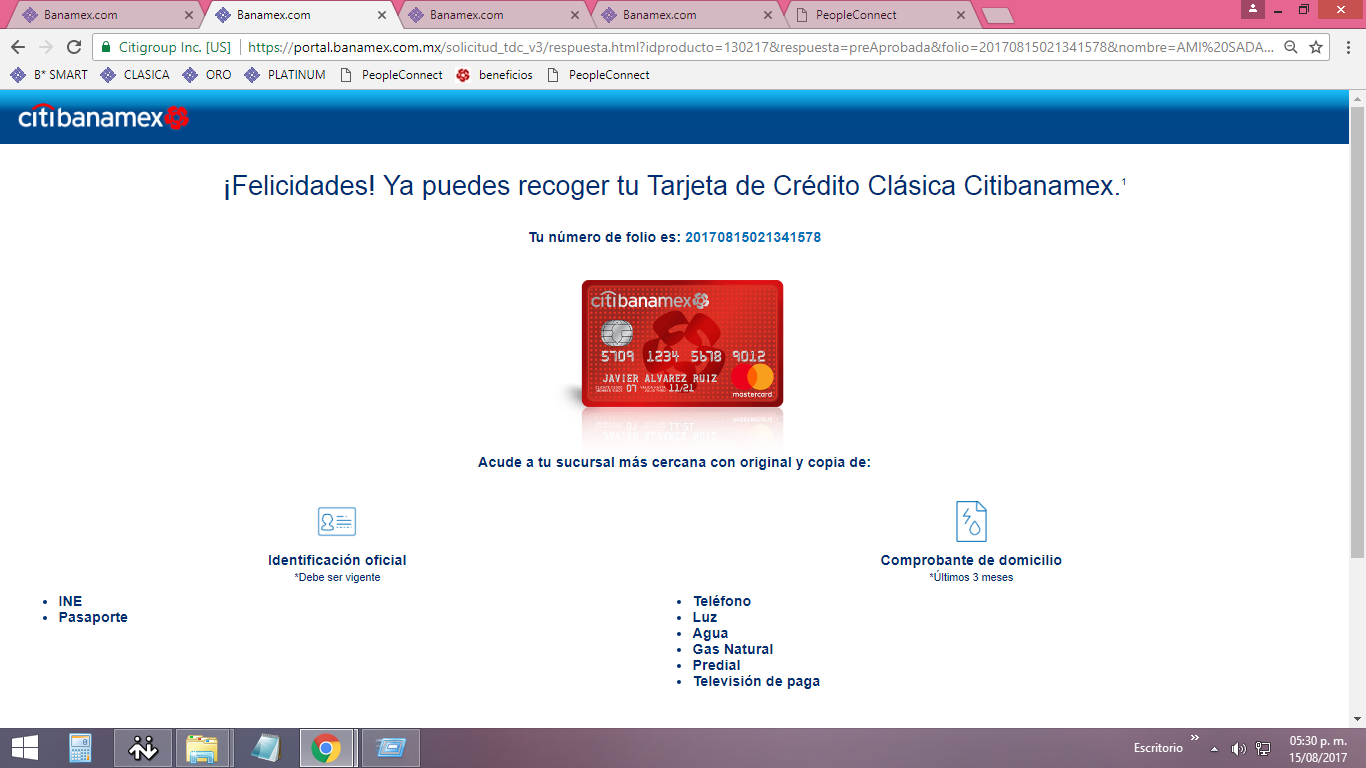 Banamex.com
Banamex.com
Banamex.com
Banamex.com
PeopleConnect
Citigroup Inc. [US]
https://portal.banamex.com.mx/solicitud_tdc_v3/respuesta.html?idproducto=130217&respuesta=preAprobada&folio=20170815021341578&nombre=AMI%20SADA...
B* SMART
CLASICA
ORO
PLATINUM
PeopleConnect
beneficios
PeopleConnect
citibanamex
¡Felicidades! Ya puedes recoger tu Tarjeta de Crédito Clásica Citibanamex.¹
Tu número de folio es: 20170815021341578
citibanamex
5709 1234 5678 9012
JAVIER ALVAREZ RUIZ
07 11/21
mastercard
Acude a tu sucursal más cercana con original y copia de:
Identificación oficial
*Debe ser vigente
• INE
• Pasaporte
Comprobante de domicilio
*Últimos 3 meses
• Teléfono
• Luz
• Agua
• Gas Natural
• Predial
• Televisión de paga
Escritorio
05:30 p. m.
15/08/2017